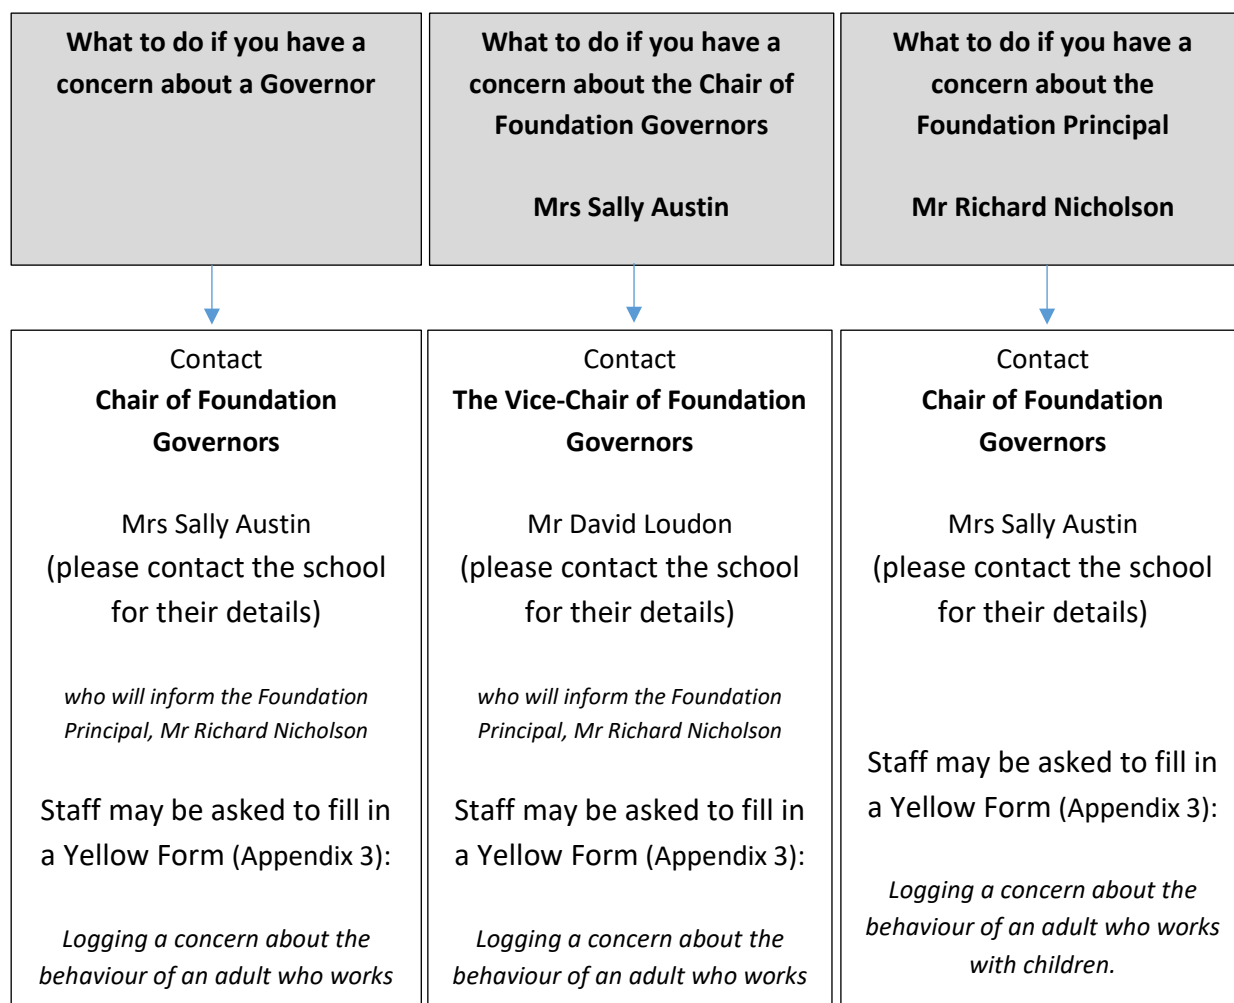 What to do if you have a
concern about a Governor
What to do if you have a
concern about the Chair of
Foundation Governors
Mrs Sally Austin
What to do if you have a
concern about the
Foundation Principal
Mr Richard Nicholson
Contact
Chair of Foundation
Governors
Mrs Sally Austin
(please contact the school
for their details)
who will inform the Foundation
Principal, Mr Richard Nicholson
Staff may be asked to fill in
a Yellow Form (Appendix 3):
Logging a concern about the
behaviour of an adult who works
Contact
The Vice-Chair of Foundation
Governors
Mr David Loudon
(please contact the school
for their details)
who will inform the Foundation
Principal, Mr Richard Nicholson
Staff may be asked to fill in
a Yellow Form (Appendix 3):
Logging a concern about the
behaviour of an adult who works
Contact
Chair of Foundation
Governors
Mrs Sally Austin
(please contact the school
for their details)
Staff may be asked to fill in
a Yellow Form (Appendix 3):
Logging a concern about the
behaviour of an adult who works
with children.